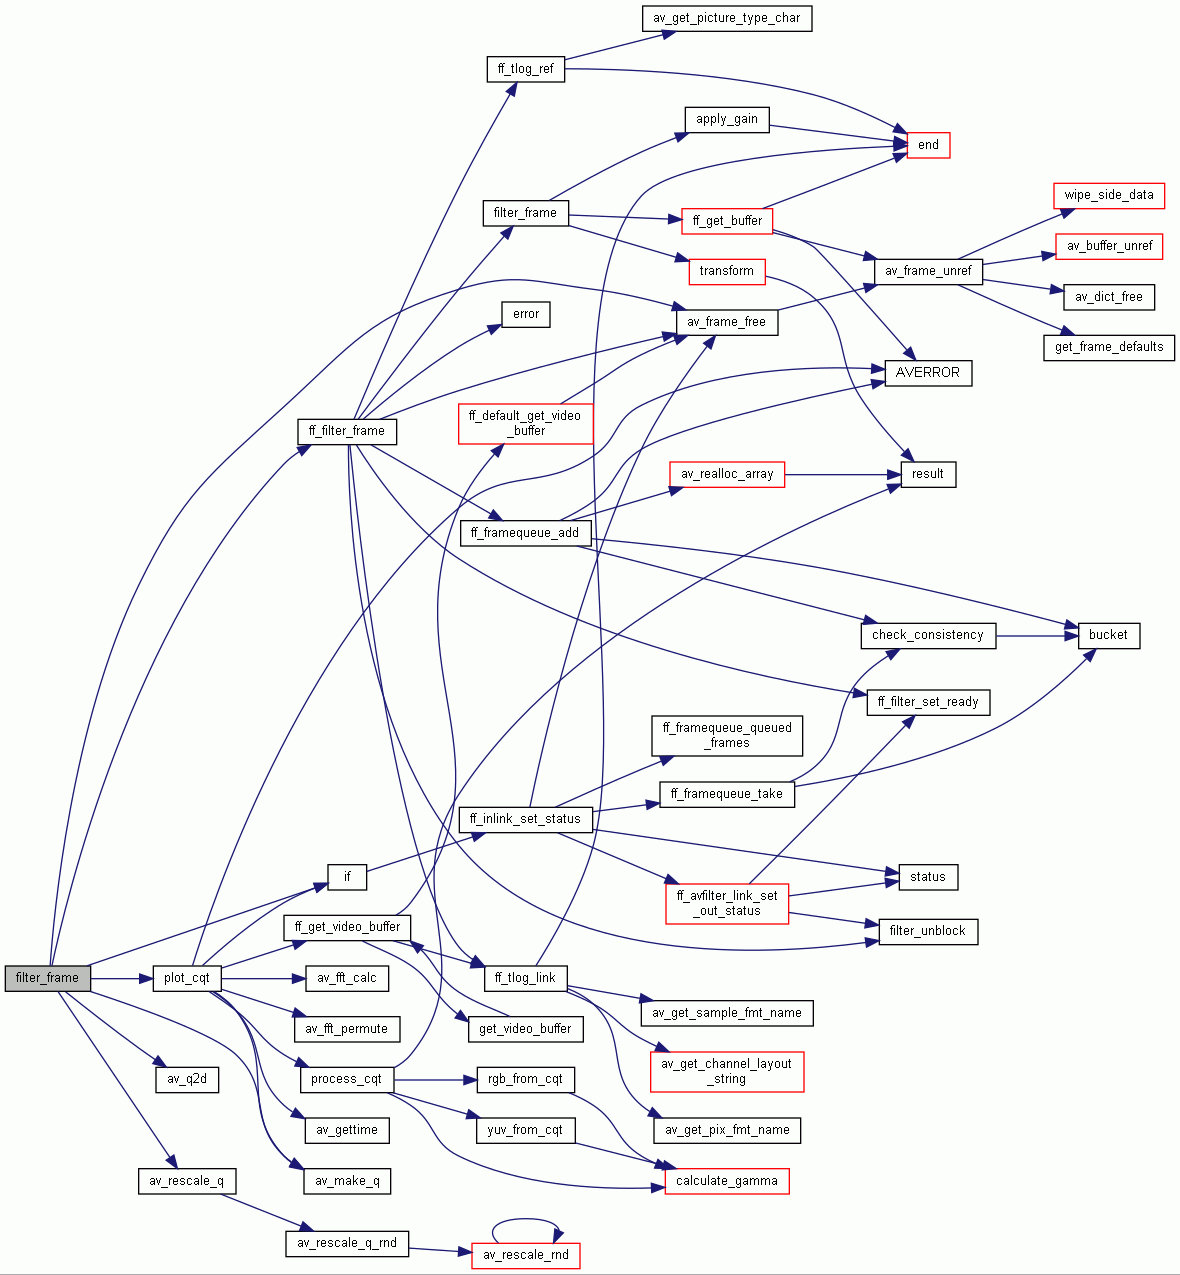 av_get_picture_type_char
ff_tlog_ref
apply_gain
end
wipe_side_data
filter_frame
ff_get_buffer
av_buffer_unref
transform
av_frame_unref
av_dict_free
error
av_frame_free
get_frame_defaults
AVERROR
ff_default_get_video
_buffer
ff_filter_frame
av_realloc_array
result
ff_framequeue_add
check_consistency
bucket
ff_filter_set_ready
ff_framequeue_queued
_frames
ff_framequeue_take
ff_inlink_set_status
if
status
ff_avfilter_link_set
_out_status
ff_get_video_buffer
filter_unblock
filter_frame
plot_cqt
av_fft_calc
ff_tlog_link
av_get_sample_fmt_name
av_fft_permute
get_video_buffer
av_get_channel_layout
_string
av_q2d
process_cqt
rgb_from_cqt
av_gettime
yuv_from_cqt
av_get_pix_fmt_name
av_rescale_q
av_make_q
calculate_gamma
av_rescale_q_rnd
av_rescale_rnd